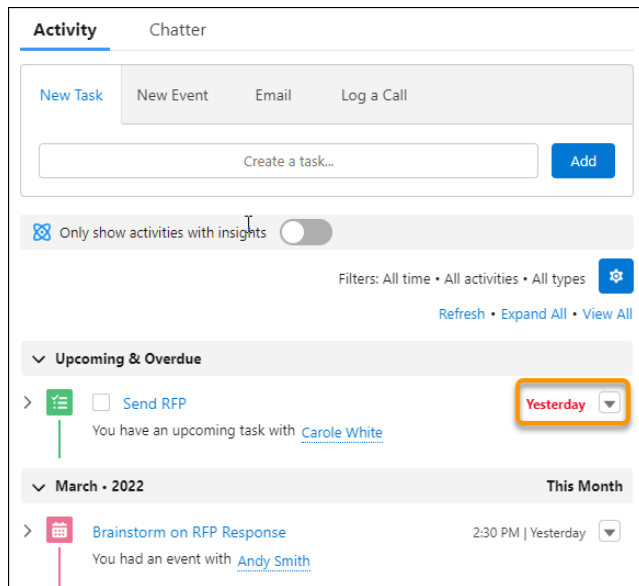 Activity Chatter
New Task New Event Email Log a Call
Create a task... Add
Only show activities with insights
Filters: All time • All activities • All types
Refresh • Expand All • View All
Upcoming & Overdue
Send RFP Yesterday
You have an upcoming task with Carole White
March • 2022 This Month
Brainstorm on RFP Response 2:30 PM | Yesterday
You had an event with Andy Smith